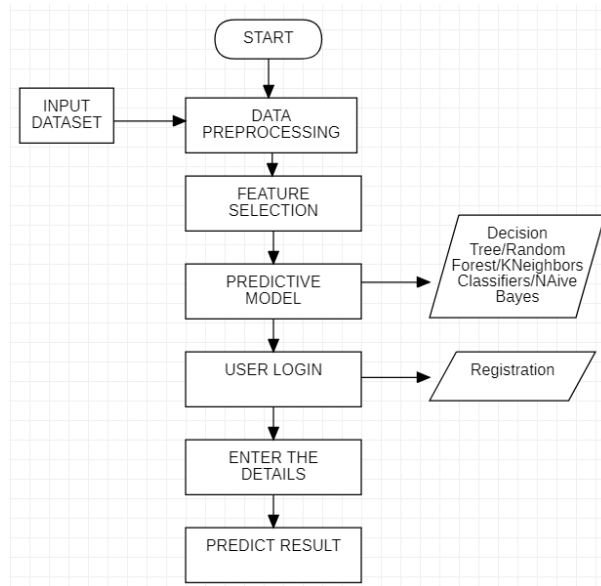 START
INPUT
DATASET
DATA
PREPROCESSING
FEATURE
SELECTION
PREDICTIVE
MODEL
Decision
Tree/Random
Forest/KNeighbors
Classifiers/NAive
Bayes
USER LOGIN
Registration
ENTER THE
DETAILS
PREDICT RESULT